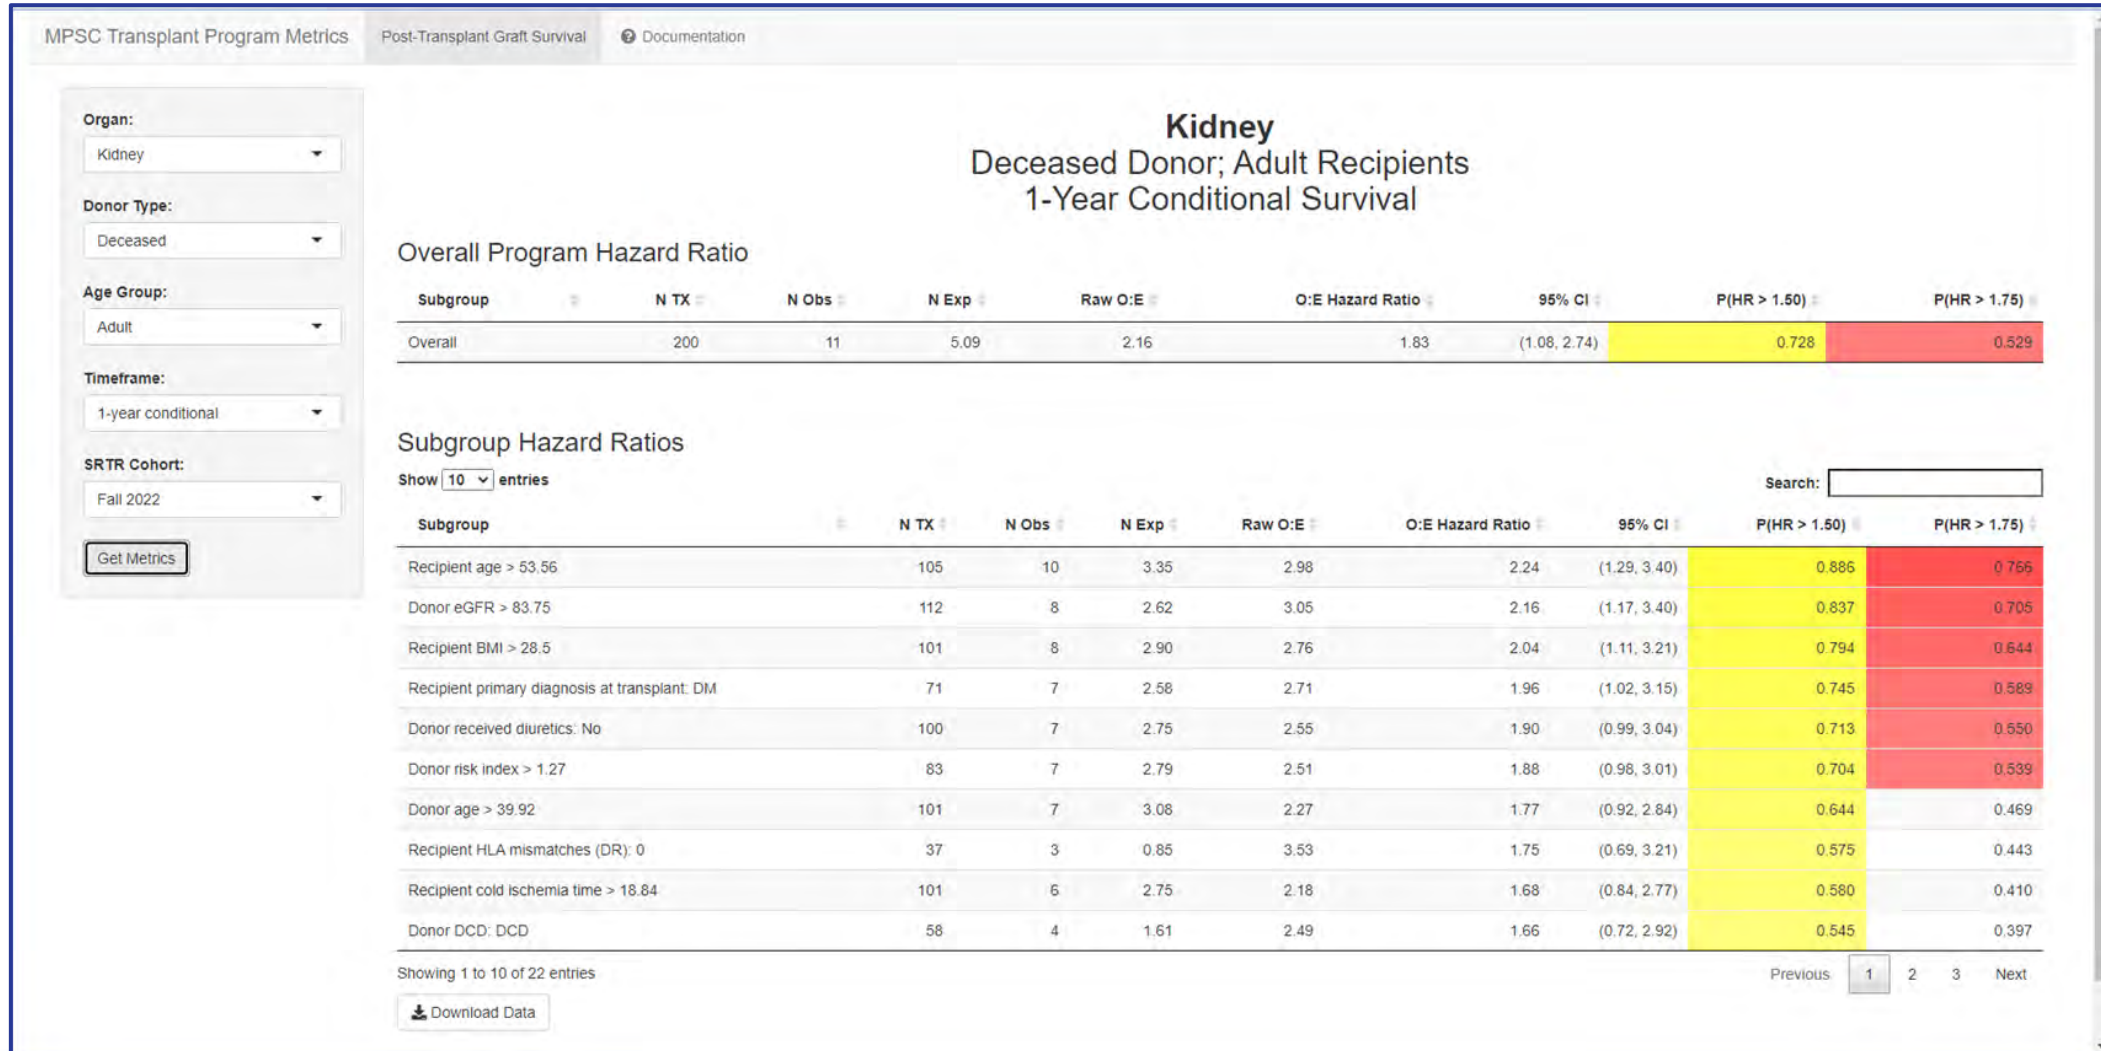 MPSC Transplant Program Metrics Post-Transplant Graft Survival Documentation
Organ:
Kidney
Donor Type:
Deceased
Age Group:
Adult
Timeframe:
1-year conditional
SRTR Cohort:
Fall 2022
Get Metrics
Kidney
Deceased Donor; Adult Recipients
1-Year Conditional Survival
Overall Program Hazard Ratio
Subgroup N TX N Obs N Exp Raw O:E O:E Hazard Ratio 95% CI P(HR > 1.50) P(HR > 1.75)
Overall 200 11 5.09 2.16 1.83 (1.08, 2.74) 0.728 0.529
Subgroup Hazard Ratios
Show 10 entries
Search:
Subgroup N TX N Obs N Exp Raw O:E O:E Hazard Ratio 95% CI P(HR > 1.50) P(HR > 1.75)
Recipient age > 53.56 105 10 3.35 2.98 2.24 (1.29, 3.40) 0.886 0.766
Donor eGFR > 83.75 112 8 2.62 3.05 2.16 (1.17, 3.40) 0.837 0.705
Recipient BMI > 28.5 101 8 2.90 2.76 2.04 (1.11, 3.21) 0.794 0.644
Recipient primary diagnosis at transplant: DM 71 7 2.58 2.71 1.96 (1.02, 3.15) 0.745 0.589
Donor received diuretics: No 100 7 2.75 2.55 1.90 (0.99, 3.04) 0.713 0.550
Donor risk index > 1.27 83 7 2.79 2.51 1.88 (0.98, 3.01) 0.704 0.539
Donor age > 39.92 101 7 3.08 2.27 1.77 (0.92, 2.84) 0.644 0.469
Recipient HLA mismatches (DR): 0 37 3 0.85 3.53 1.75 (0.69, 3.21) 0.575 0.443
Recipient cold ischemia time > 18.84 101 6 2.75 2.18 1.68 (0.84, 2.77) 0.580 0.410
Donor DCD: DCD 58 4 1.61 2.49 1.66 (0.72, 2.92) 0.545 0.397
Showing 1 to 10 of 22 entries
Previous 1 2 3 Next
Download Data